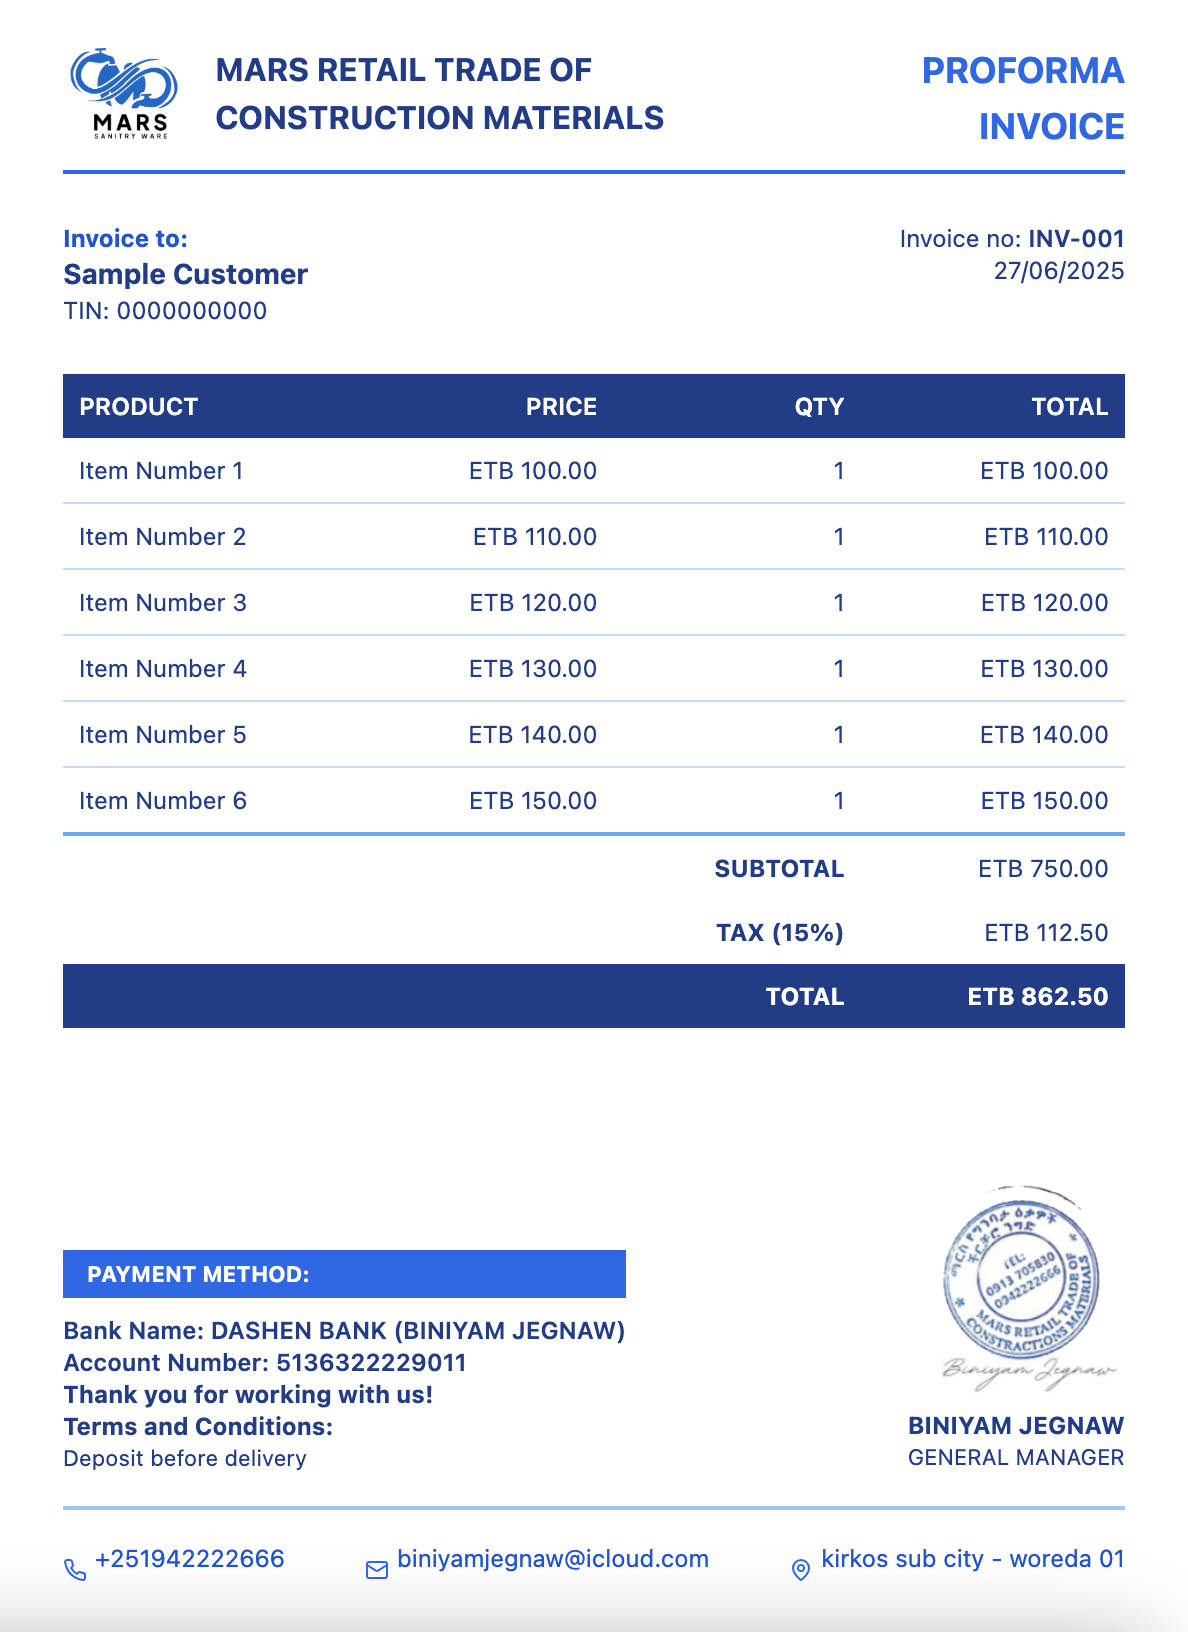 MARS
SANITRY WARE
MARS RETAIL TRADE OF
CONSTRUCTION MATERIALS
PROFORMA
INVOICE
Invoice to:
Sample Customer
TIN: 0000000000
Invoice no: INV-001
27/06/2025
PRODUCT PRICE QTY TOTAL
Item Number 1 ETB 100.00 1 ETB 100.00
Item Number 2 ETB 110.00 1 ETB 110.00
Item Number 3 ETB 120.00 1 ETB 120.00
Item Number 4 ETB 130.00 1 ETB 130.00
Item Number 5 ETB 140.00 1 ETB 140.00
Item Number 6 ETB 150.00 1 ETB 150.00
SUBTOTAL ETB 750.00
TAX (15%) ETB 112.50
TOTAL ETB 862.50
PAYMENT METHOD:
Bank Name: DASHEN BANK (BINIYAM JEGNAW)
Account Number: 5136322229011
Thank you for working with us!
Terms and Conditions:
Deposit before delivery
ማርስ የግንባታ ዕቃዎች
ችርቻሮ ንግድ
TEL:
0913 705830
0942222666
MARS RETAIL TRADE OF
CONSTRACTIONS MATERIALS
Biniyam Jegnaw
BINIYAM JEGNAW
GENERAL MANAGER
+251942222666
biniyamjegnaw@icloud.com
kirkos sub city - woreda 01